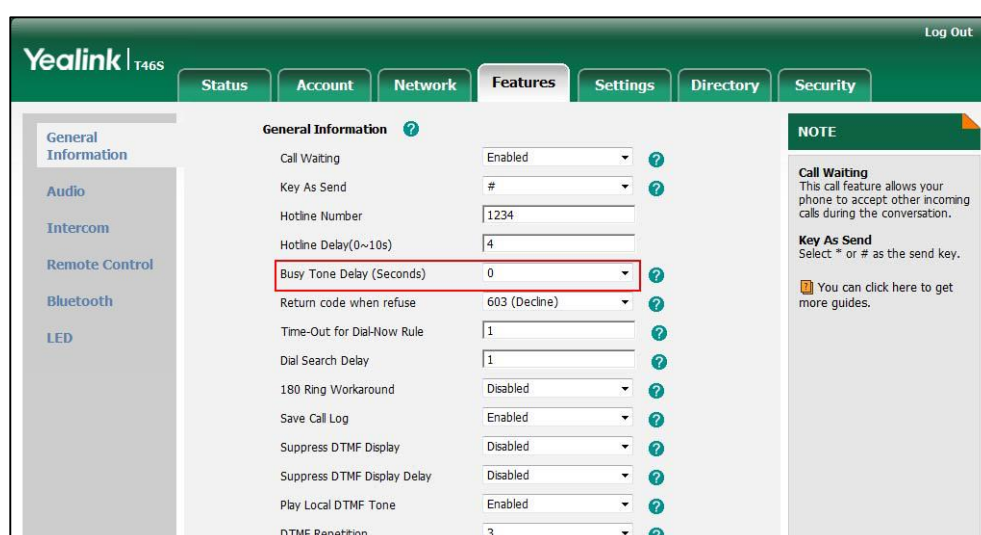 Log Out
Yealink | T46S
Status Account Network Features Settings Directory Security
General
Information
Audio
Intercom
Remote Control
Bluetooth
LED
General Information ?
Call Waiting Enabled ?
Key As Send # ?
Hotline Number 1234
Hotline Delay(0~10s) 4
Busy Tone Delay (Seconds) 0 ?
Return code when refuse 603 (Decline) ?
Time-Out for Dial-Now Rule 1 ?
Dial Search Delay 1 ?
180 Ring Workaround Disabled ?
Save Call Log Enabled ?
Suppress DTMF Display Disabled ?
Suppress DTMF Display Delay Disabled ?
Play Local DTMF Tone Enabled ?
DTMF Repetition 3 ?
NOTE
Call Waiting
This call feature allows your
phone to accept other incoming
calls during the conversation.
Key As Send
Select * or # as the send key.
? You can click here to get
more guides.